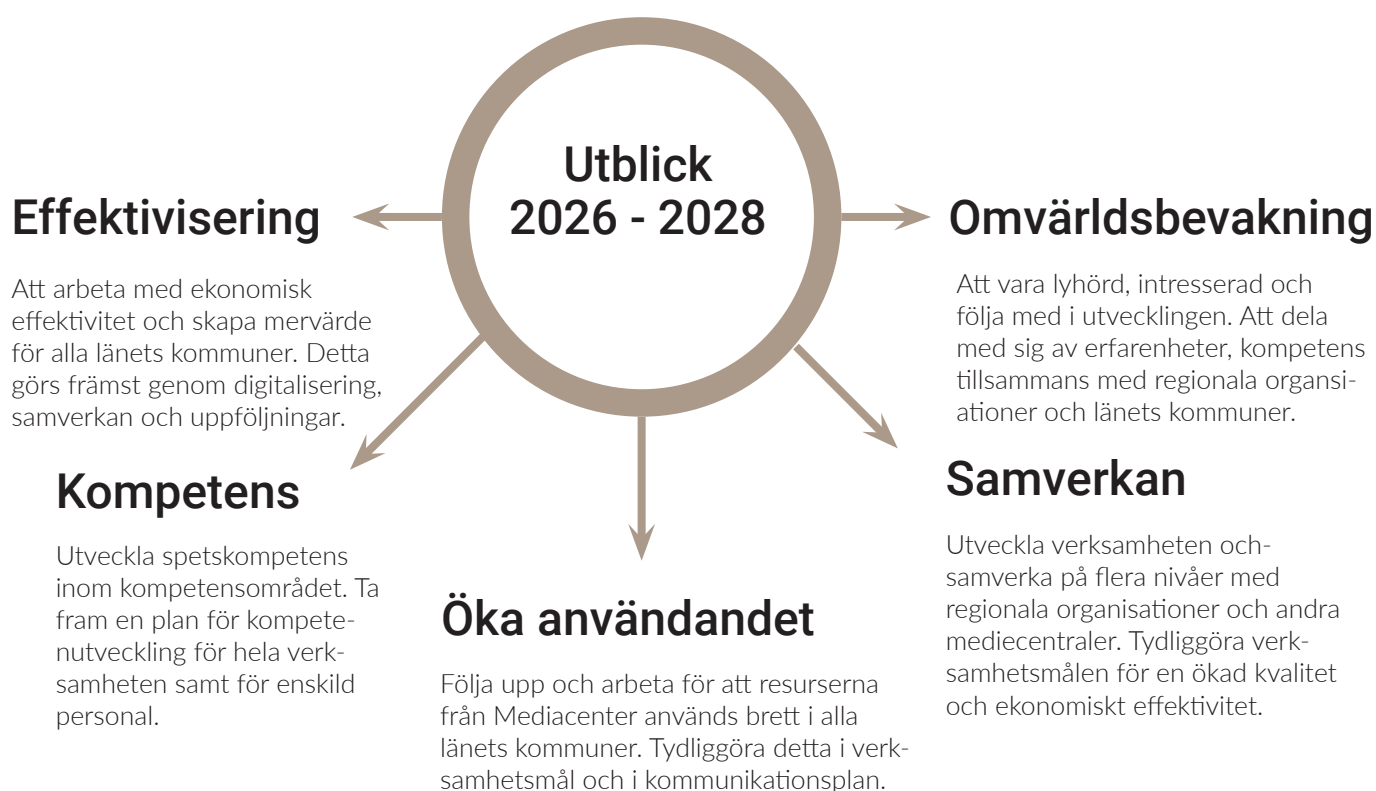 Utblick
2026 - 2028
Effektivisering
Att arbeta med ekonomisk
effektivitet och skapa mervärde
för alla länets kommuner. Detta
görs främst genom digitalisering,
samverkan och uppföljningar.
Omvärldsbevakning
Att vara lyhörd, intresserad och
följa med i utvecklingen. Att dela
med sig av erfarenheter, kompetens
tillsammans med regionala organsi-
ationer och länets kommuner.
Kompetens
Utveckla spetskompetens
inom kompetensområdet. Ta
fram en plan för kompete-
nutveckling för hela verk-
samheten samt för enskild
personal.
Öka användandet
Följa upp och arbeta för att resurserna
från Mediacenter används brett i alla
länets kommuner. Tydliggöra detta i verk-
samhetsmål och i kommunikationsplan.
Samverkan
Utveckla verksamheten och-
samverka på flera nivåer med
regionala organisationer och andra
mediecentraler. Tydliggöra verk-
samhetsmålen för en ökad kvalitet
och ekonomiskt effektivitet.